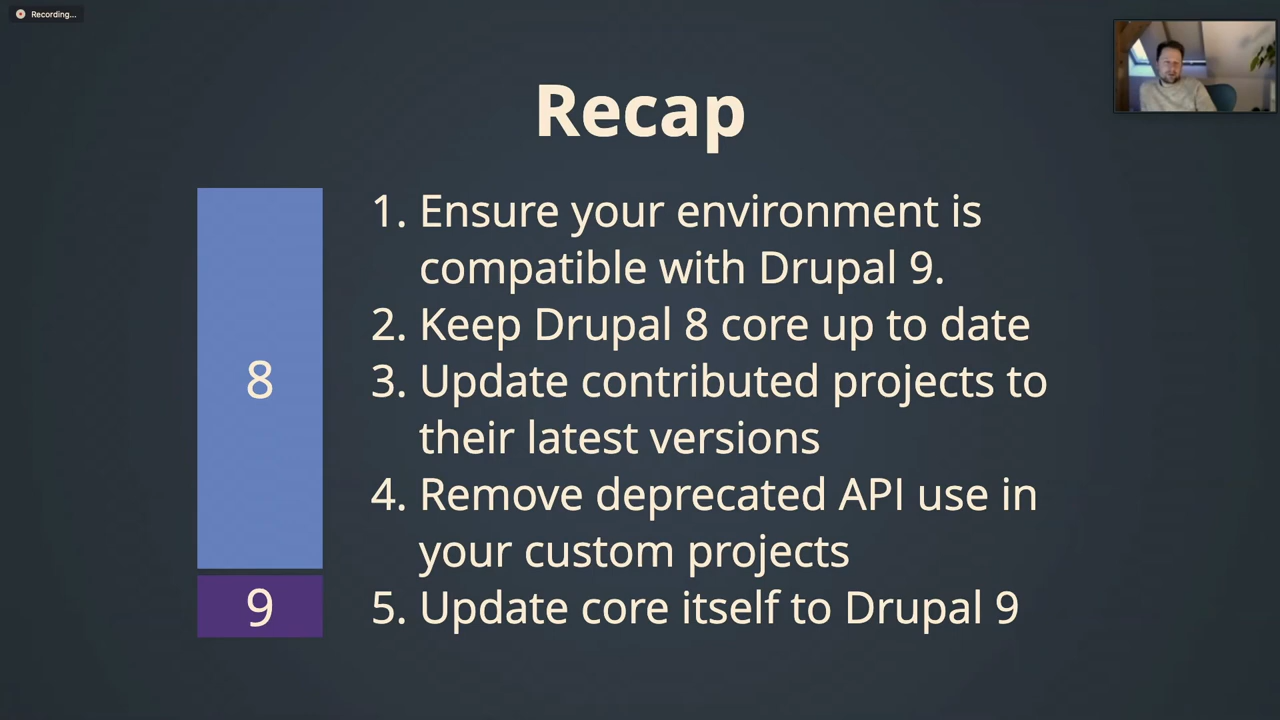 Recording...
Recap
1. Ensure your environment is
compatible with Drupal 9.
2. Keep Drupal 8 core up to date
3. Update contributed projects to
their latest versions
8
4. Remove deprecated API use in
your custom projects
9
5. Update core itself to Drupal 9